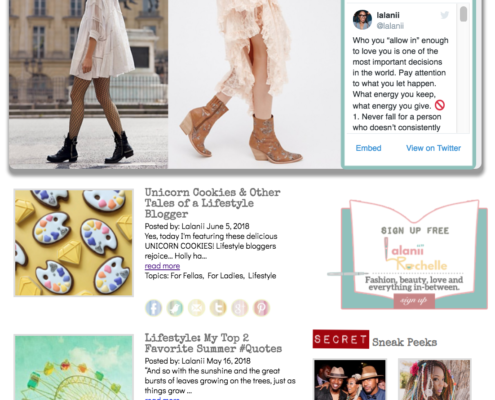 lalanii
@lalanii
Who you "allow in" enough
to love you is one of the
most important decisions
in the world. Pay attention
to what you let happen.
What energy you keep,
what energy you give. 🚫
1. Never fall for a person
who doesn't consistently
Embed
View on Twitter
Unicorn Cookies & Other
Tales of a Lifestyle
Blogger
Posted by: Lalanii June 5, 2018
Yes, today I'm featuring these delicious
UNICORN COOKIES! Lifestyle bloggers
rejoice... Holly ha...
read more
Topics: For Fellas, For Ladies, Lifestyle
SIGN UP FREE
Lalanii
Rochelle
Fashion, beauty, love and
everything in-between.
sign up
Lifestyle: My Top 2
Favorite Summer #Quotes
Posted by: Lalanii May 16, 2018
"And so with the sunshine and the great
bursts of leaves growing on the trees, just as
things grow ...
read more
SECRET Sneak Peeks